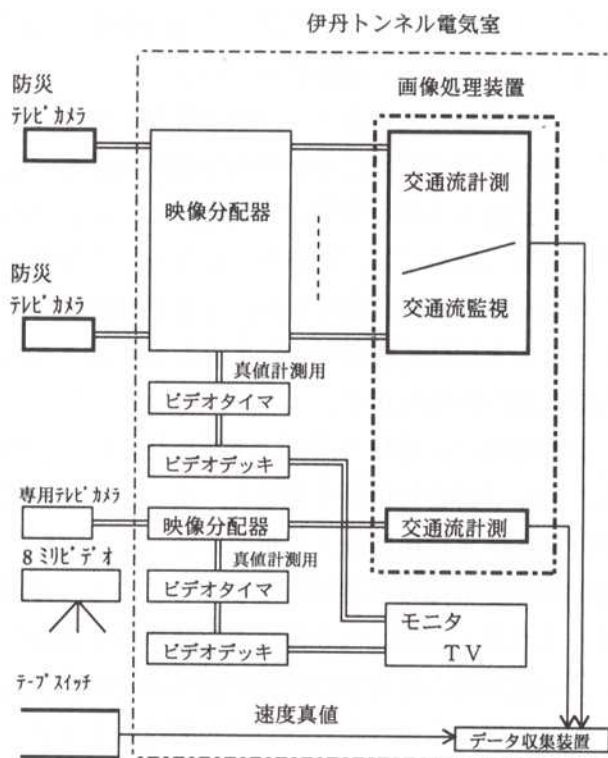 伊丹トンネル電気室
防災
テレビカメラ
画像処理装置
映像分配器
交通流計測
交通流監視
防災
テレビカメラ
真値計測用
ビデオタイマ
ビデオデッキ
専用テレビカメラ
映像分配器
交通流計測
8ミリビデオ
真値計測用
ビデオタイマ
ビデオデッキ
モニタ
TV
テープスイッチ
速度真値
データ収集装置